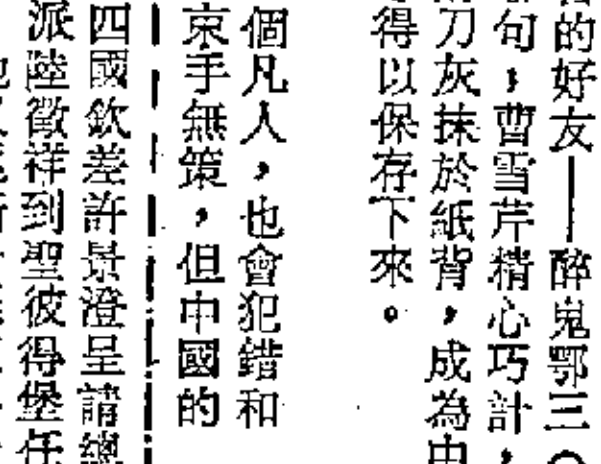 的好友——醉鬼鄂三
句，曹雪芹精心巧計，
刀灰抹於紙背，成為
得以保存下來。
個凡人，也會犯錯和
束手無策，但中國的
四國欽差許景澄呈請總
派陸徵祥到聖彼得堡任